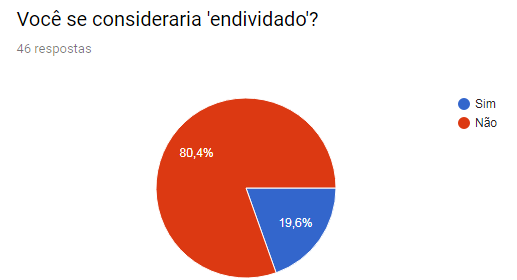 Você se consideraria 'endividado'?
46 respostas
Sim
Não
80,4%
19,6%